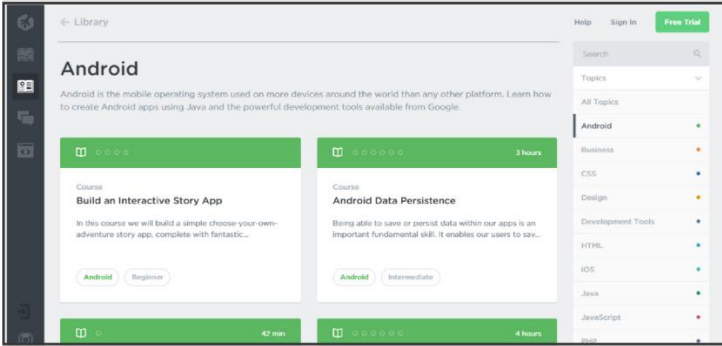 ← Library
Help Sign In Free Trial
Android
Android is the mobile operating system used on more devices around the world than any other platform. Learn how
to create Android apps using Java and the powerful development tools available from Google.
3 hours
Course
Build an Interactive Story App
In this course we will build a simple choose-your-own-
adventure story app, complete with fantastic...
Android Beginner
Course
Android Data Persistence
Being able to save or persist data within our apps is an
important fundamental skill. It enables our users to sav...
Android Intermediate
42 min
4 hours
Search
Topics
All Topics
Android
Business
CSS
Design
Development Tools
HTML
iOS
Java
JavaScript
PHP